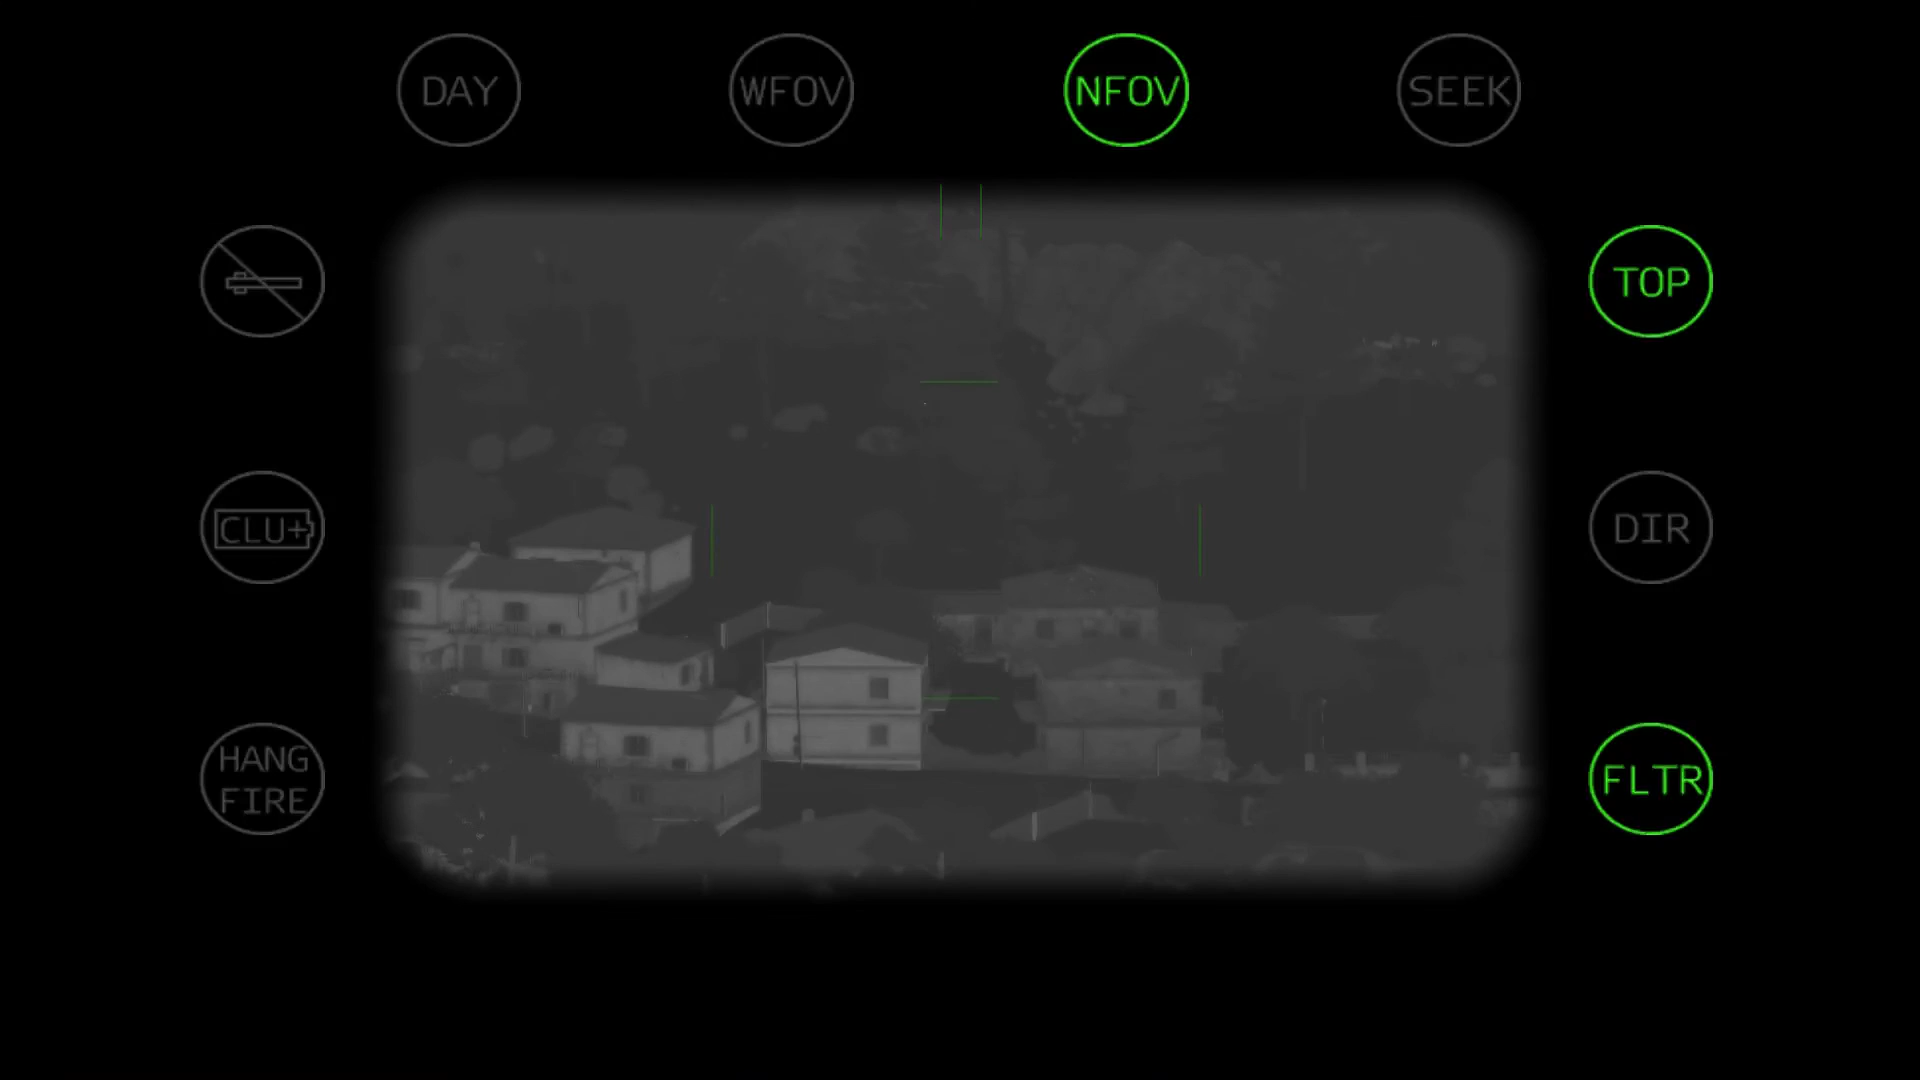 DAY
WFOV
NFOV
SEEK
TOP
CLU+
DIR
HANG
FIRE
FLTR